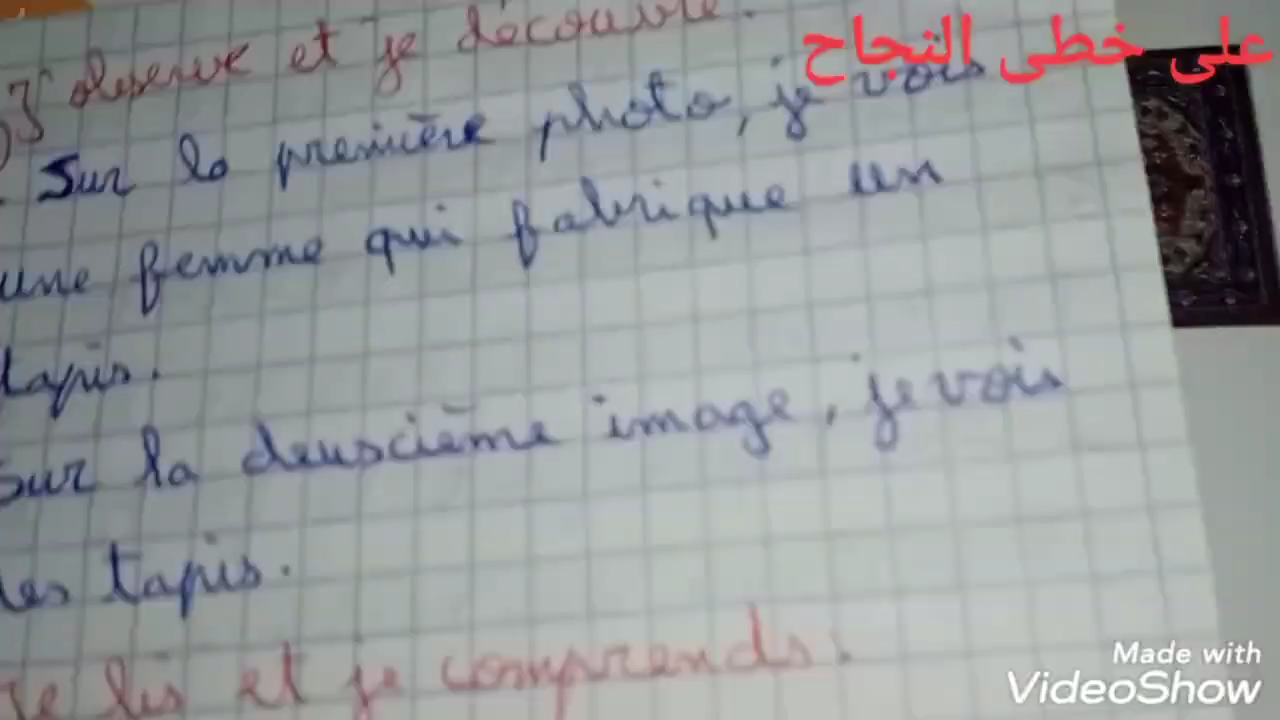 J'observe et je découvre.
على خطى النجاح
Sur la première photo, je vois
une femme qui fabrique un
tapis.
Sur la deuxième image, je vois
des tapis.
Je lis et je comprends.
Made with
VideoShow